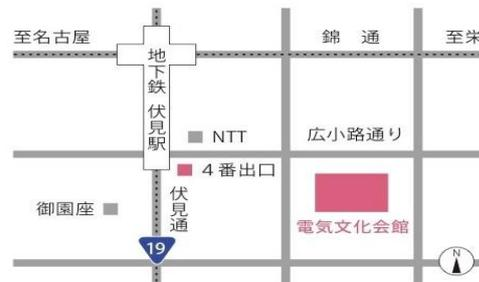 至名古屋
錦 通
至栄
地下鉄 伏見駅
NTT
広小路通り
4番出口
伏見通
御園座
電気文化会館
19
N